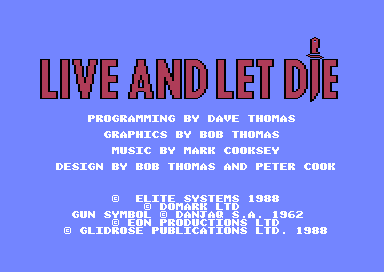 LIVE AND LET DIE
PROGRAMMING BY DAVE THOMAS
GRAPHICS BY BOB THOMAS
MUSIC BY MARK COOKSEY
DESIGN BY BOB THOMAS AND PETER COOK
© ELITE SYSTEMS 1988
© DOMARK LTD
GUN SYMBOL © DANJAQ S.A. 1962
© EON PRODUCTIONS LTD
© GLIDROSE PUBLICATIONS LTD. 1988